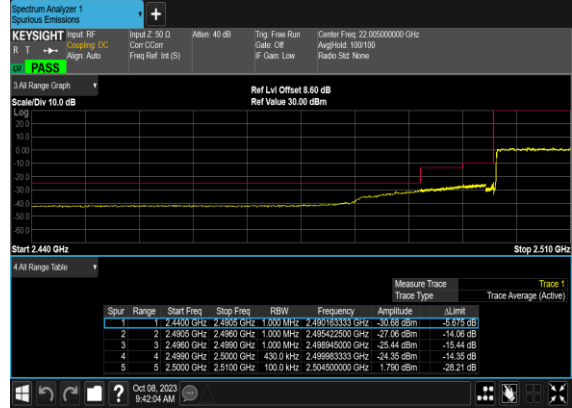 Spectrum Analyzer 1
Spurious Emissions
+
KEYSIGHT Input: RF Input Z: 50 Ω Atten: 40 dB Trig: Free Run Center Freq: 22.005000000 GHz
R T Coupling: DC Corr CCorr Gate: Off Avg|Hold: 100/100
Align: Auto Freq Ref: Int (S) IF Gain: Low Radio Std: None
PASS
3 All Range Graph
Ref Lvl Offset 8.60 dB
Scale/Div 10.0 dB Ref Value 30.00 dBm
Log
20.0
10.0
0.00
-10.0
-20.0
-30.0
-40.0
-50.0
-60.0
Start 2.440 GHz Stop 2.510 GHz
4 All Range Table
Measure Trace Trace 1
Trace Type Trace Average (Active)
Spur Range Start Freq Stop Freq RBW Frequency Amplitude ΔLimit
1 1 2.4400 GHz 2.4905 GHz 1.000 MHz 2.490163333 GHz -30.68 dBm -5.675 dB
2 2 2.4905 GHz 2.4960 GHz 1.000 MHz 2.495422500 GHz -27.06 dBm -14.06 dB
3 3 2.4960 GHz 2.4990 GHz 1.000 MHz 2.498945000 GHz -25.44 dBm -15.44 dB
4 4 2.4990 GHz 2.5000 GHz 430.0 kHz 2.499983333 GHz -24.35 dBm -14.35 dB
5 5 2.5000 GHz 2.5100 GHz 100.0 kHz 2.504500000 GHz 1.790 dBm -28.21 dB
? Oct 08, 2023
9:42:04 AM